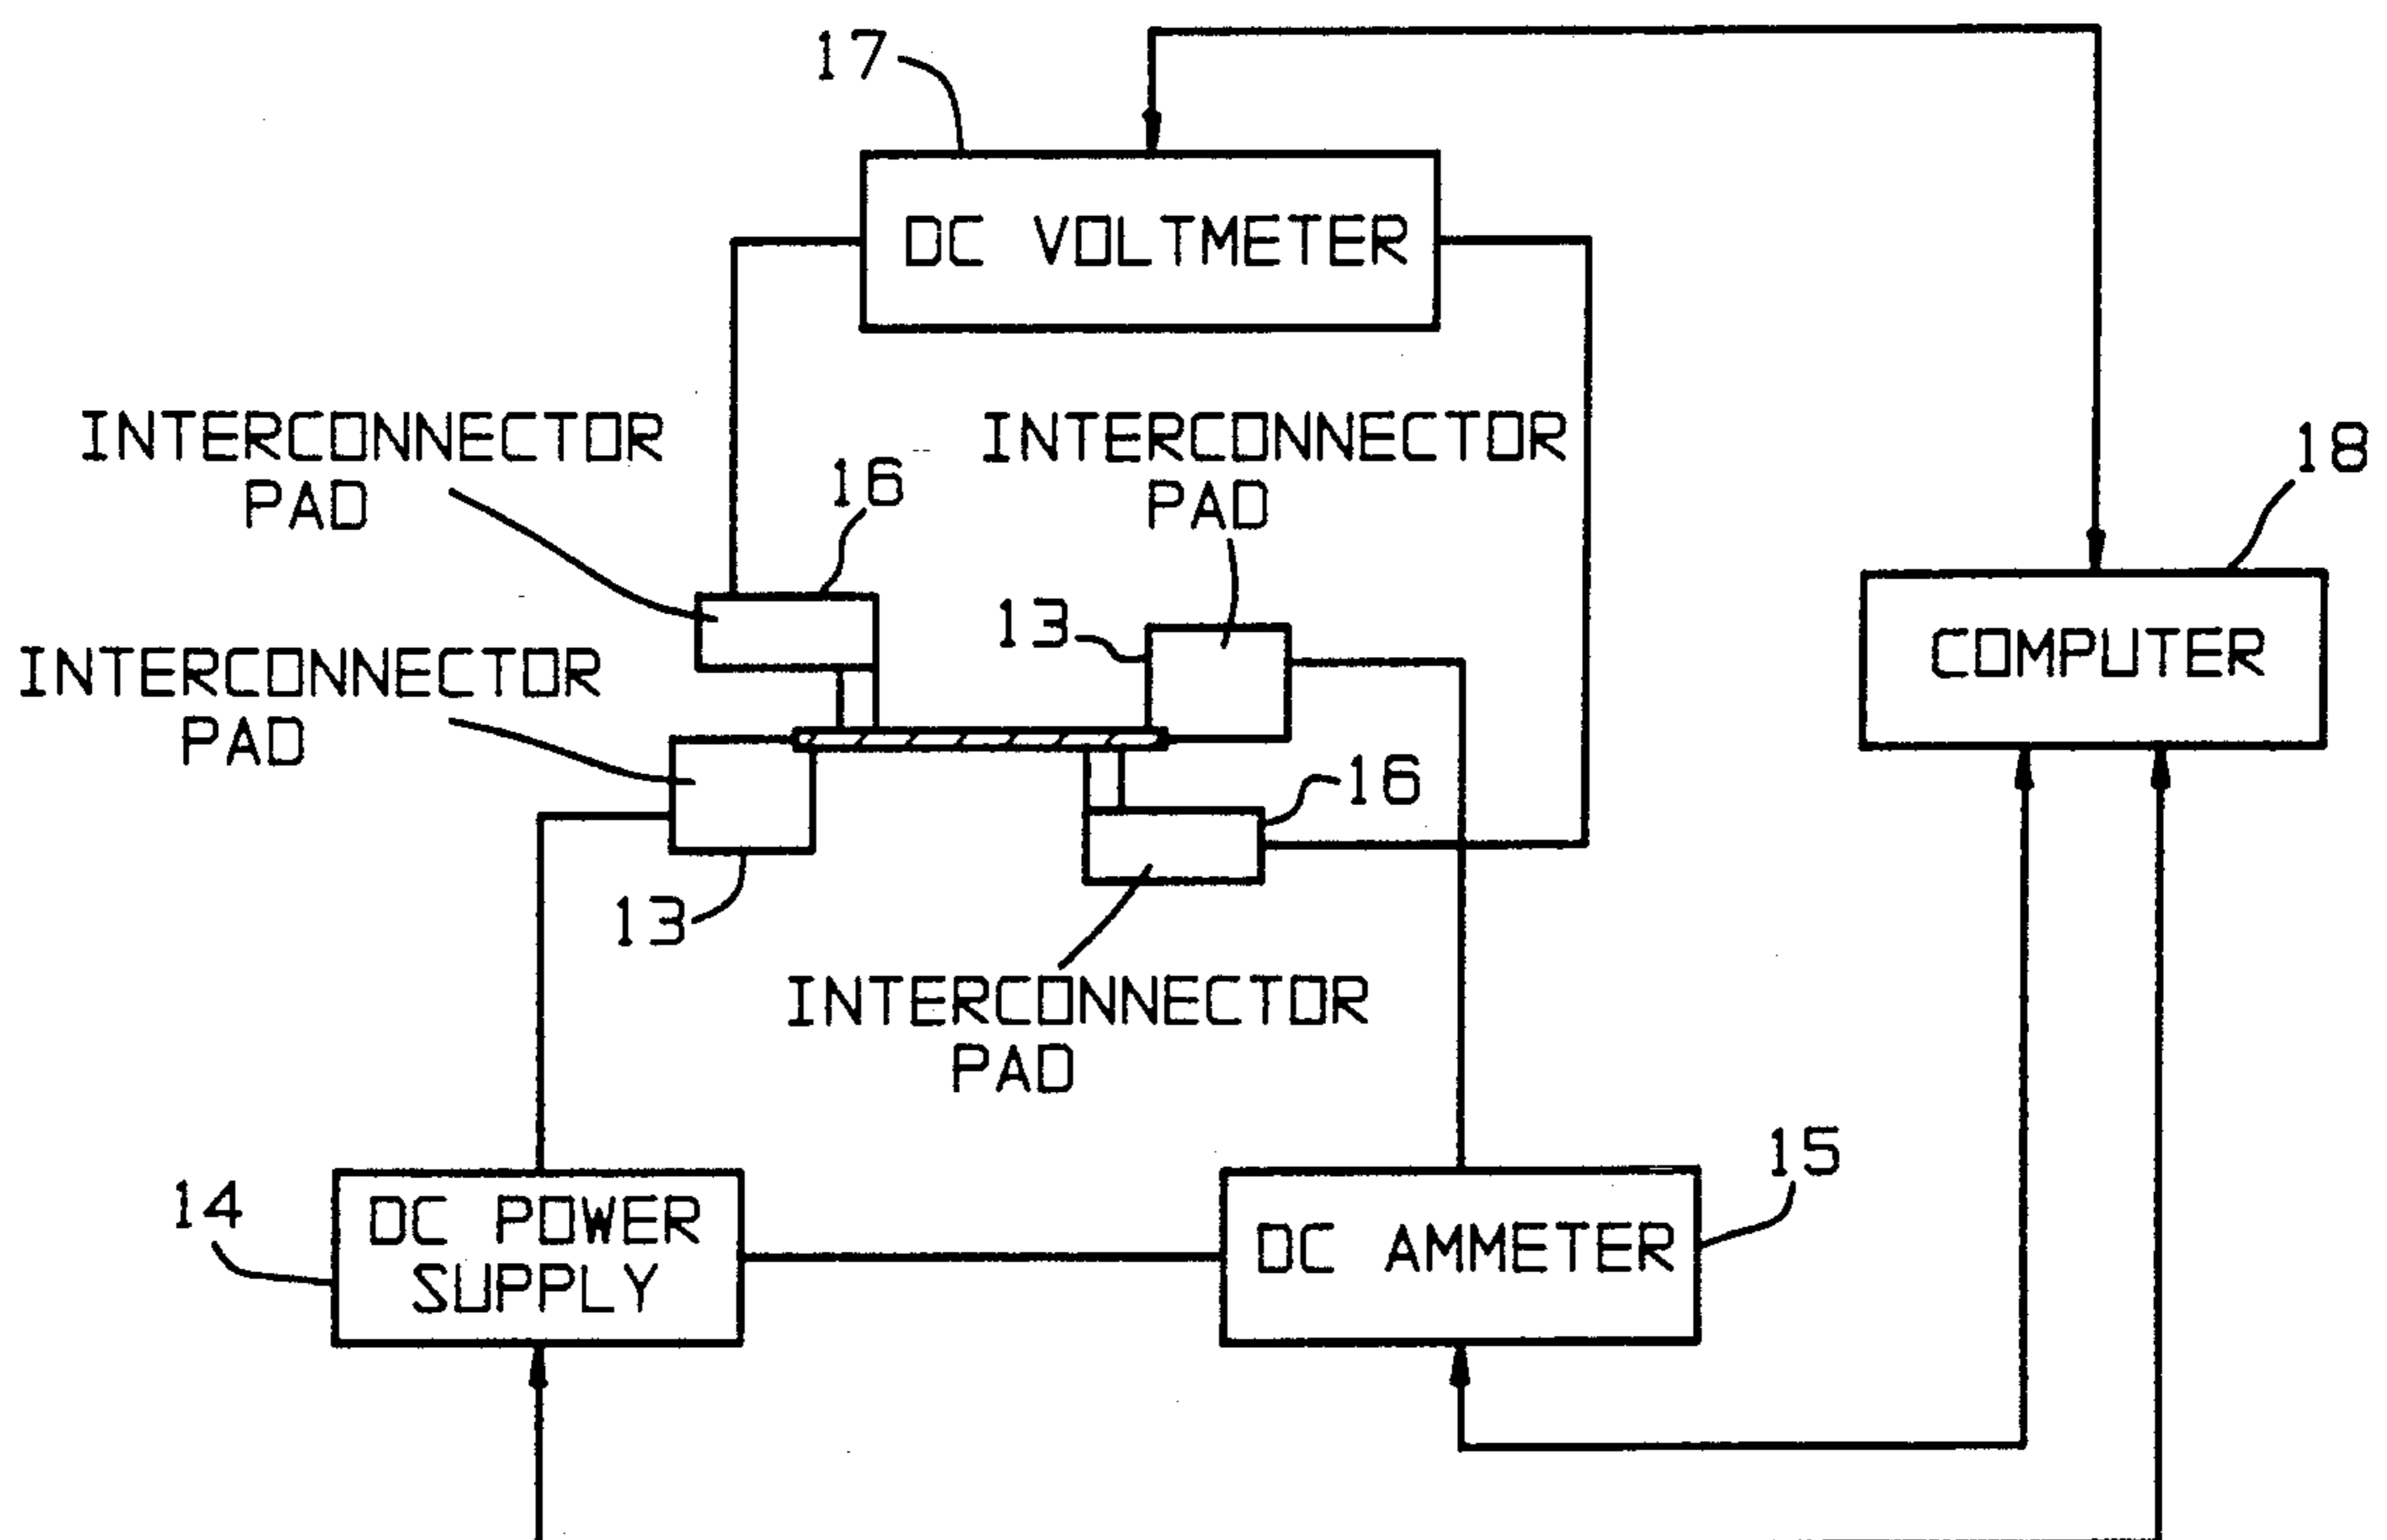 17
DC VOLTMETER
INTERCONNECTOR
PAD
16
INTERCONNECTOR
PAD
18
13
COMPUTER
INTERCONNECTOR
PAD
16
13
INTERCONNECTOR
PAD
15
14
DC POWER
SUPPLY
DC AMMETER